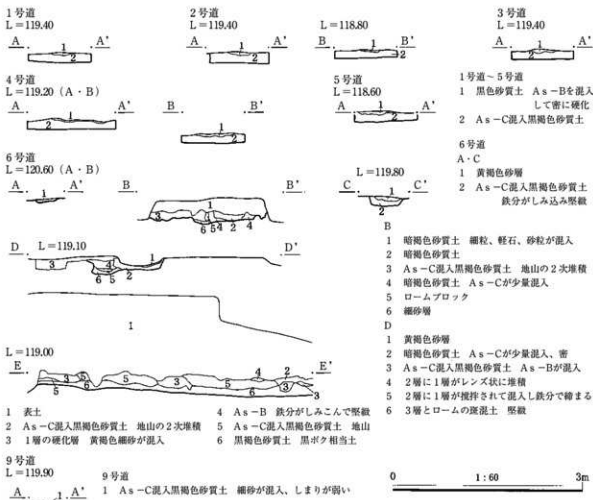 1号道
L=119.40
A A'
1
2
2号道
L=119.40
A A'
1
2
L=118.80
B B'
1
2
3号道
L=119.40
A A'
1
2
4号道
L=119.20(A・B)
A A'
1
2
B B'
1
2
5号道
L=118.60
A A'
1
2
1号道～5号道
1 黒色砂質土 As-Bを混入
して密に硬化
2 As-C混入黒褐色砂質土
6号道
L=120.60(A・B)
A A'
1
B B'
1
3 6 5 4 2 1
L=119.80
C C'
1
2
6号道
A・C
1 黄褐色砂層
2 As-C混入黒褐色砂質土
鉄分がしみ込み堅緻
B
1 暗褐色砂質土 細粒、軽石、砂粒が混入
2 暗褐色砂質土
3 As-C混入黒褐色砂質土 地山の2次堆積
4 暗褐色砂質土 As-Cが少量混入
5 ロームブロック
6 細砂層
D
1 黄褐色砂層
2 暗褐色砂質土 As-Cが少量混入、密
3 As-C混入黒褐色砂質土 As-Bが混入
4 2層に1層がレンズ状に堆積
5 2層に1層が攪拌されて混入し鉄分で締まる
6 3層とロームの斑混土 堅緻
D L=119.10 D'
3 4 1
6 5 2
1
L=119.00
E E'
1 表土
2 As-C混入黒褐色砂質土 地山の2次堆積
3 1層の硬化層 黄褐色細砂が混入
4 As-B 鉄分がしみこんで堅緻
5 As-C混入黒褐色砂質土 地山
6 黒褐色砂質土 黒ボク相当土
9号道
L=119.90
A 1 A'
9号道
1 As-C混入黒褐色砂質土 細砂が混入、しまりが弱い
0 1:60 3m